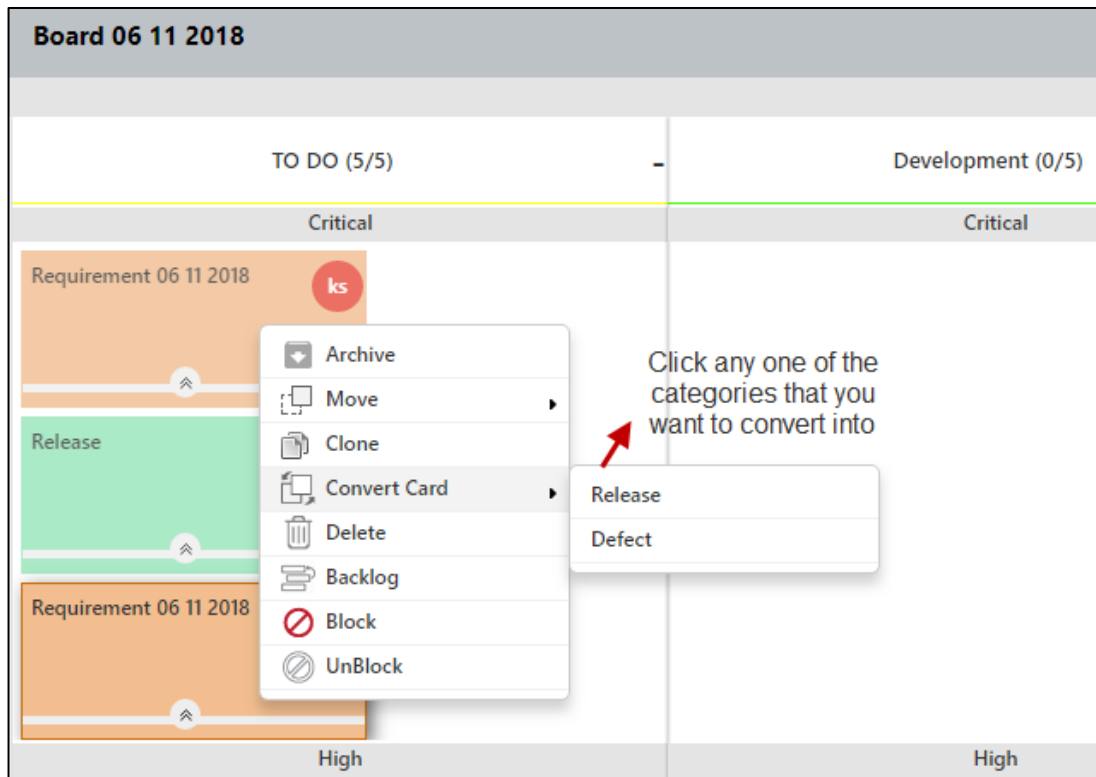 Board 06 11 2018
TO DO (5/5)
-
Development (0/5)
Critical
Critical
Requirement 06 11 2018
ks
Archive
Move
Clone
Convert Card
Delete
Backlog
Block
UnBlock
Click any one of the
categories that you
want to convert into
Release
Defect
Release
Requirement 06 11 2018
High
High